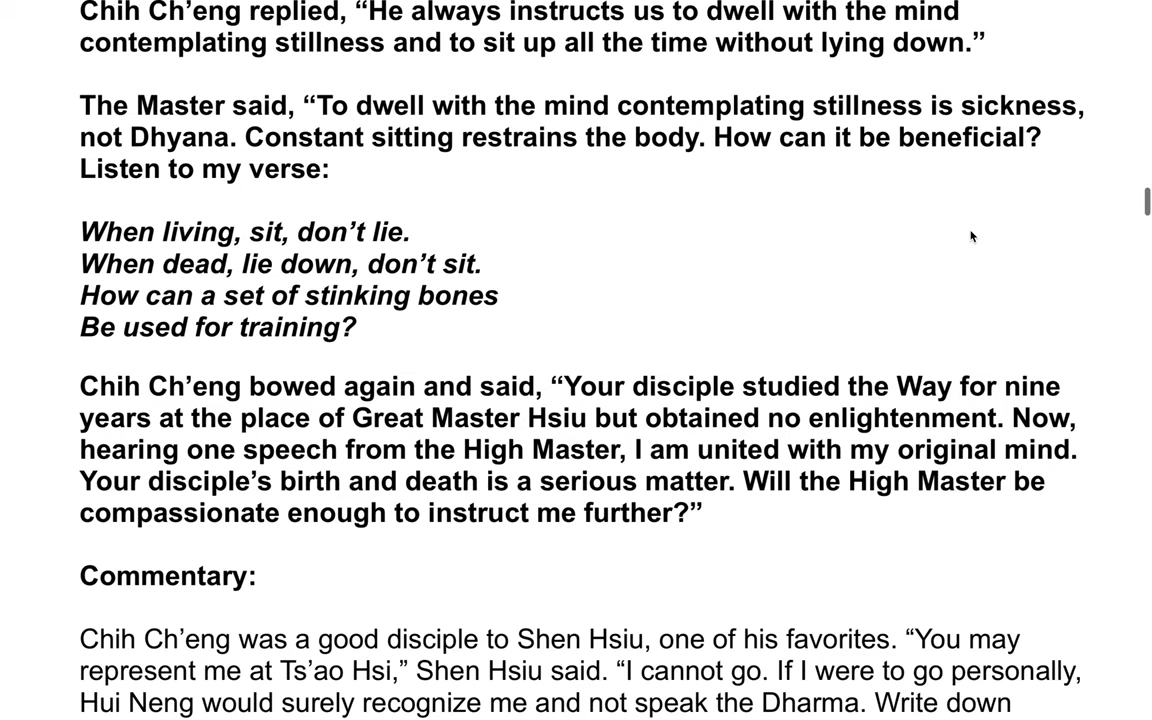 Chih Ch’eng replied, “He always instructs us to dwell with the mind
contemplating stillness and to sit up all the time without lying down.”
The Master said, “To dwell with the mind contemplating stillness is sickness,
not Dhyana. Constant sitting restrains the body. How can it be beneficial?
Listen to my verse:
When living, sit, don’t lie.
When dead, lie down, don’t sit.
How can a set of stinking bones
Be used for training?
Chih Ch’eng bowed again and said, “Your disciple studied the Way for nine
years at the place of Great Master Hsiu but obtained no enlightenment. Now,
hearing one speech from the High Master, I am united with my original mind.
Your disciple’s birth and death is a serious matter. Will the High Master be
compassionate enough to instruct me further?”
Commentary:
Chih Ch’eng was a good disciple to Shen Hsiu, one of his favorites. “You may
represent me at Ts’ao Hsi,” Shen Hsiu said. “I cannot go. If I were to go personally,
Hui Neng would surely recognize me and not speak the Dharma. Write down